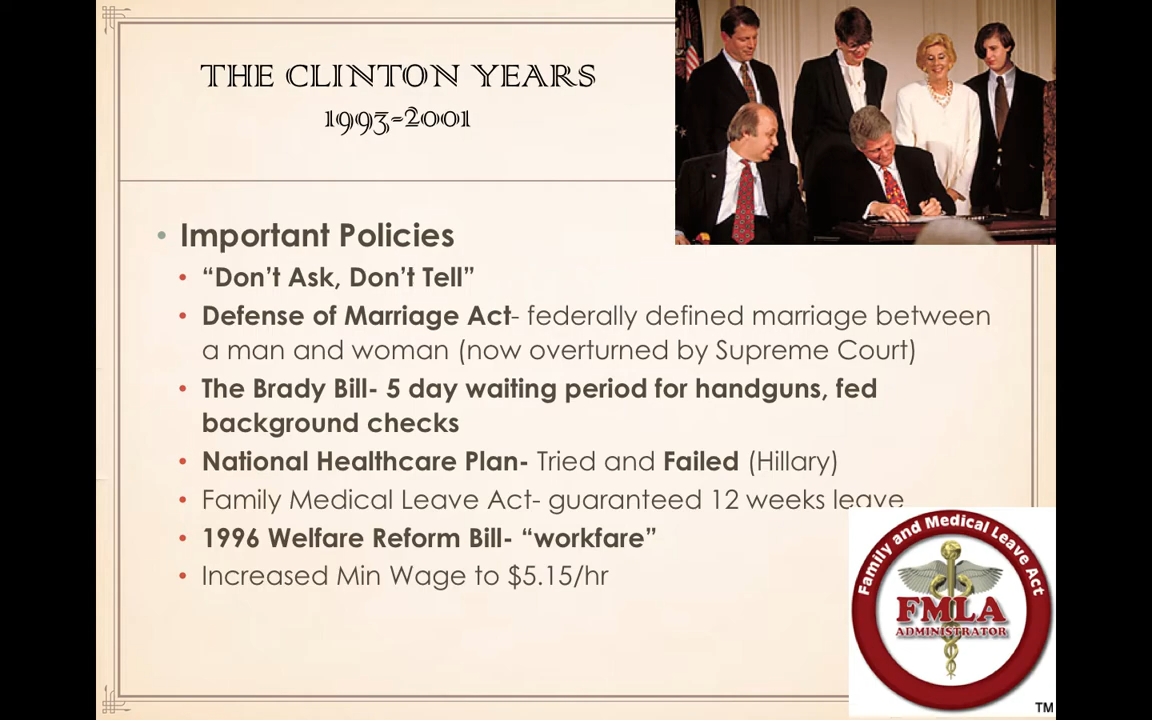 THE CLINTON YEARS
1993-2001
• Important Policies
• “Don’t Ask, Don’t Tell”
• Defense of Marriage Act- federally defined marriage between
a man and woman (now overturned by Supreme Court)
• The Brady Bill- 5 day waiting period for handguns, fed
background checks
• National Healthcare Plan- Tried and Failed (Hillary)
• Family Medical Leave Act- guaranteed 12 weeks leave
• 1996 Welfare Reform Bill- “workfare”
• Increased Min Wage to $5.15/hr
Family and Medical Leave Act
FMLA
ADMINISTRATOR
TM